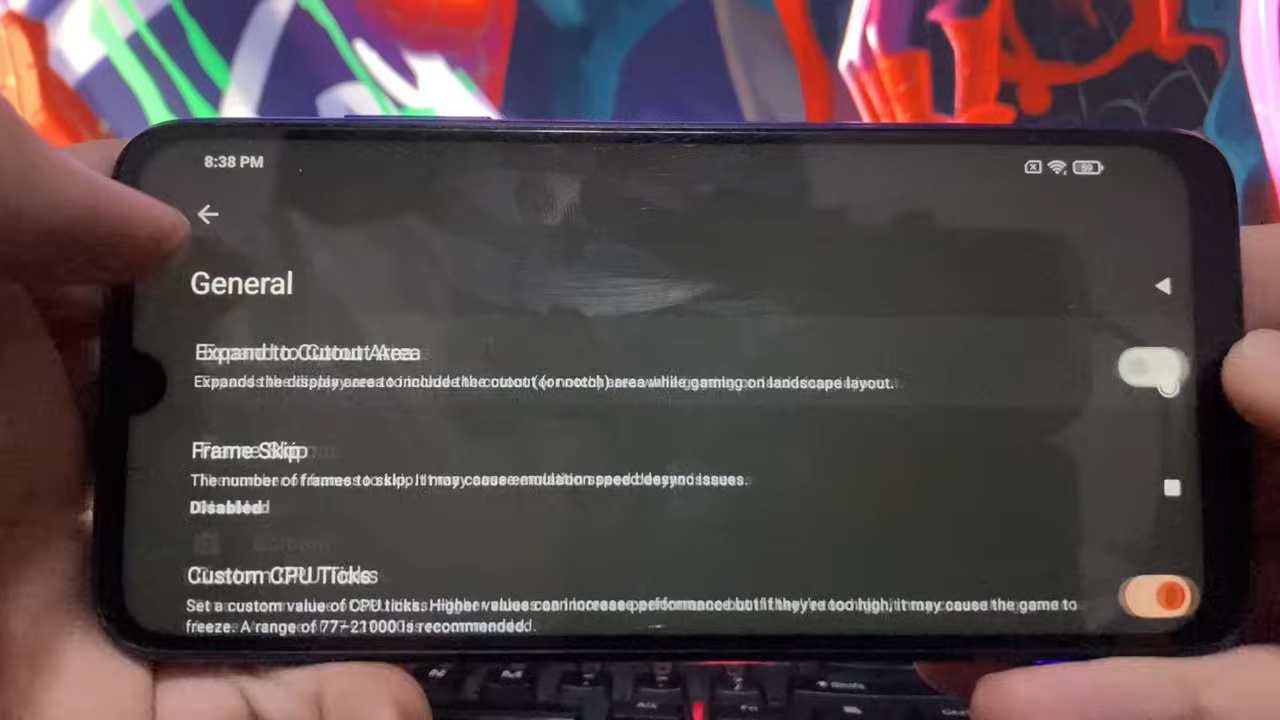 8:38 PM
59
General
Expand to Cutout Area
Expands the display area to include the cutout (or notch) area while gaming on landscape layout.
Frame Skip
The number of frames to skip. It may cause emulation speed desync issues.
Disabled
Custom CPU Ticks
Set a custom value of CPU ticks. Higher values can increase performance but if they're too high, it may cause the game to
freeze. A range of 77-21000 is recommended.
N
M
Alt
Fn